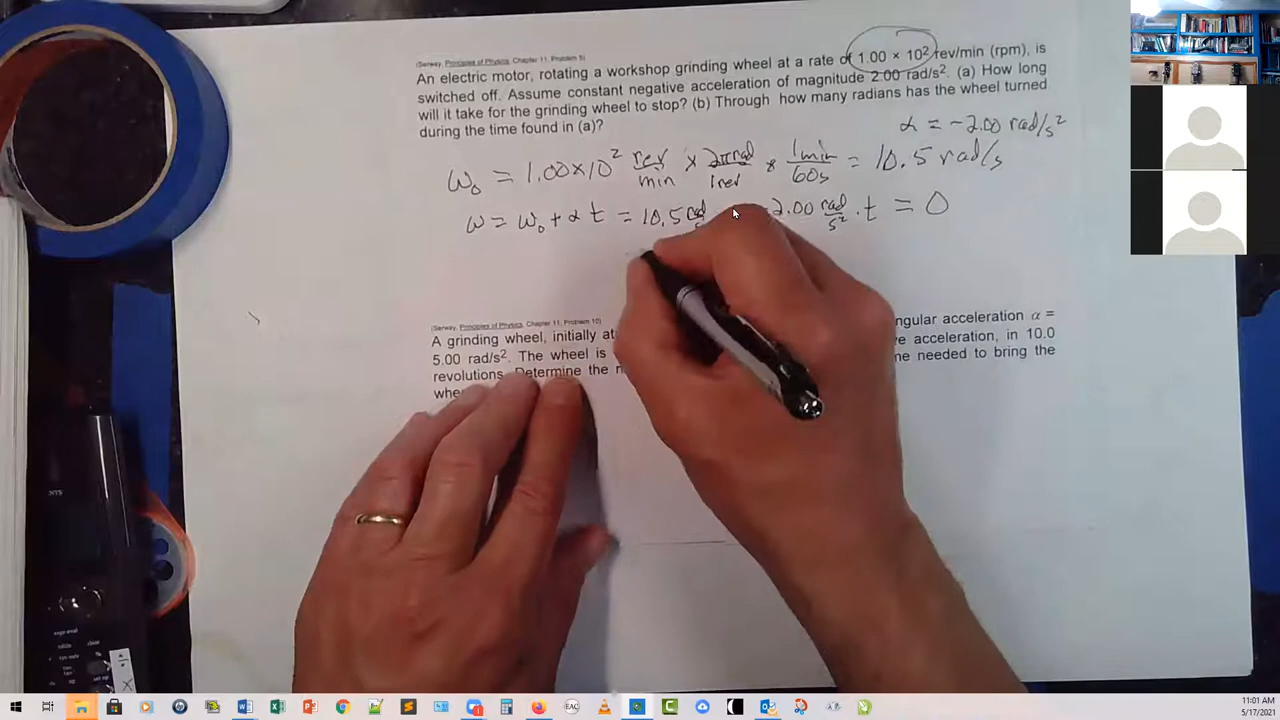 (Serway, Principles of Physics, Chapter 11, Problem 5)
An electric motor, rotating a workshop grinding wheel at a rate of 1.00 × 10² rev/min (rpm), is
switched off. Assume constant negative acceleration of magnitude 2.00 rad/s². (a) How long
will it take for the grinding wheel to stop? (b) Through how many radians has the wheel turned
during the time found in (a)?
α = -2.00 rad/s²
ω₀ = 1.00×10² rev/min × 2π rad/1 rev × 1 min/60s = 10.5 rad/s
ω = ω₀ + α t = 10.5 rad -2.00 rad/s² · t = 0
(Serway, Principles of Physics, Chapter 11, Problem 10)
A grinding wheel, initially at ngular acceleration α =
5.00 rad/s². The wheel is ve acceleration, in 10.0
revolutions. Determine the needed to bring the
whe
11:01 AM
5/17/2021